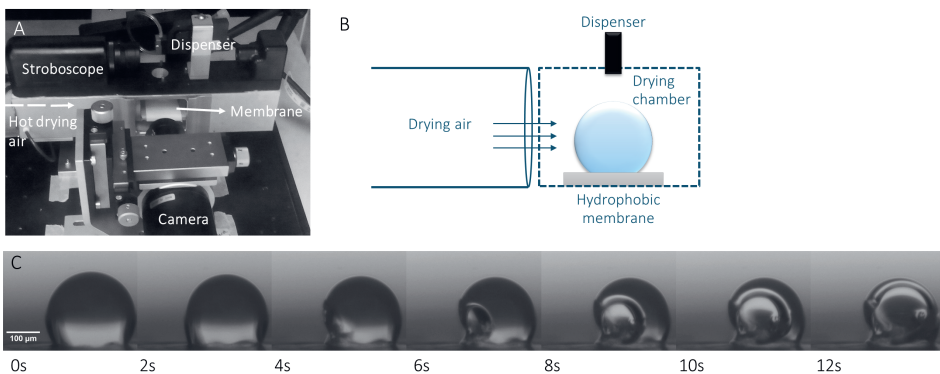 A
Dispenser
Stroboscope
Membrane
Hot drying
air
Camera
B
Dispenser
Drying
chamber
Drying air
Hydrophobic
membrane
C
100 µm
0s 2s 4s 6s 8s 10s 12s